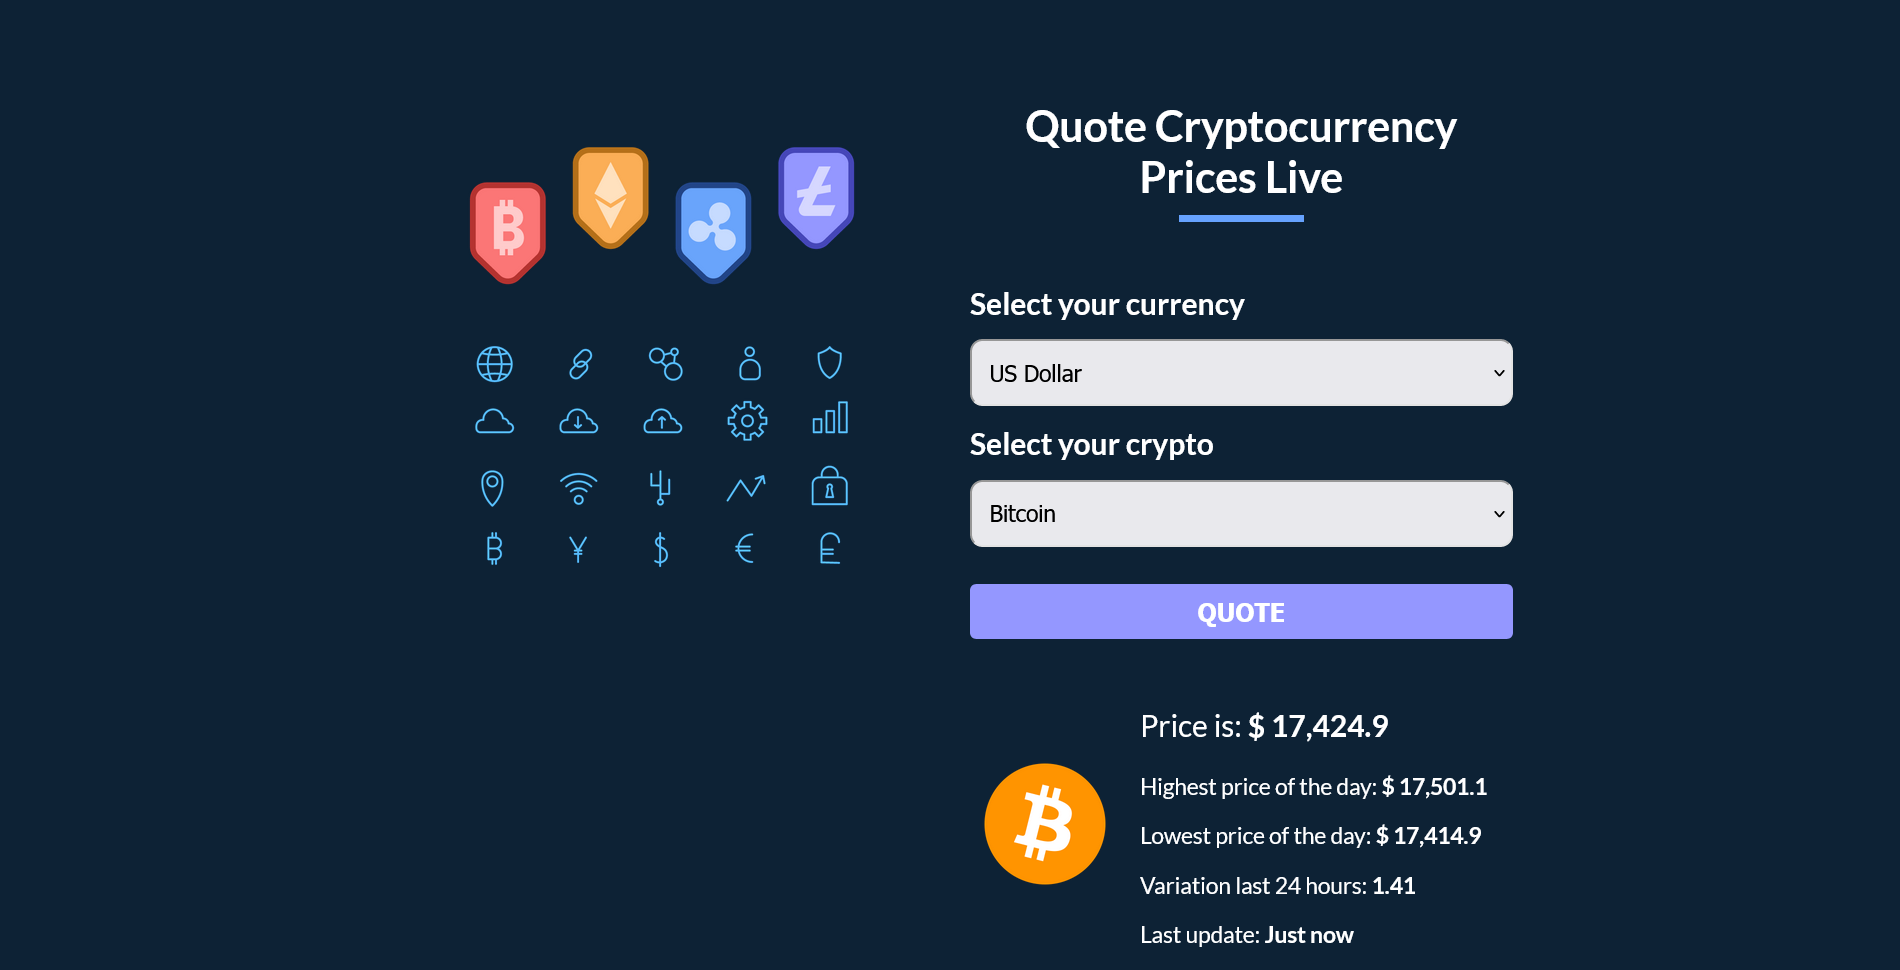 Quote Cryptocurrency
Prices Live
Select your currency
US Dollar
Select your crypto
Bitcoin
QUOTE
Price is: $ 17,424.9
Highest price of the day: $ 17,501.1
Lowest price of the day: $ 17,414.9
Variation last 24 hours: 1.41
Last update: Just now